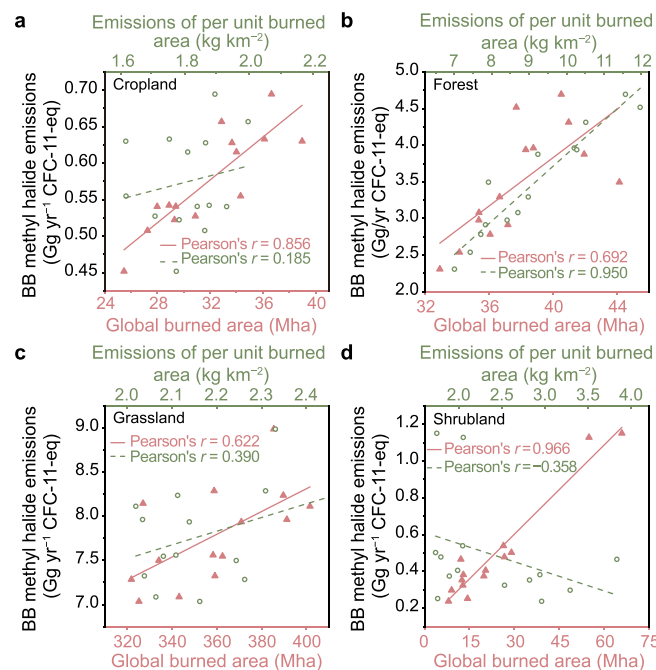 a
Emissions of per unit burned
area (kg km⁻²)
1.6 1.8 2.0 2.2
BB methyl halide emissions
(Gg yr⁻¹ CFC-11-eq)
0.70
0.65
0.60
0.55
0.50
0.45
Cropland
Pearson's r = 0.856
Pearson's r = 0.185
24 28 32 36 40
Global burned area (Mha)
b
Emissions of per unit burned
area (kg km⁻²)
7 8 9 10 11 12
BB methyl halide emissions
(Gg/yr CFC-11-eq)
5.0
4.5
4.0
3.5
3.0
2.5
2.0
Forest
Pearson's r = 0.692
Pearson's r = 0.950
33 36 39 42 45
Global burned area (Mha)
c
Emissions of per unit burned
area (kg km⁻²)
2.0 2.1 2.2 2.3 2.4
BB methyl halide emissions
(Gg yr⁻¹ CFC-11-eq)
9.0
8.5
8.0
7.5
7.0
Grassland
Pearson's r = 0.622
Pearson's r = 0.390
320 340 360 380 400
Global burned area (Mha)
d
Emissions of per unit burned
area (kg km⁻²)
2.0 2.5 3.0 3.5 4.0
BB methyl halide emissions
(Gg yr⁻¹ CFC-11-eq)
1.2
1.0
0.8
0.6
0.4
0.2
Shrubland
Pearson's r = 0.966
Pearson's r = −0.358
0 15 30 45 60 75
Global burned area (Mha)